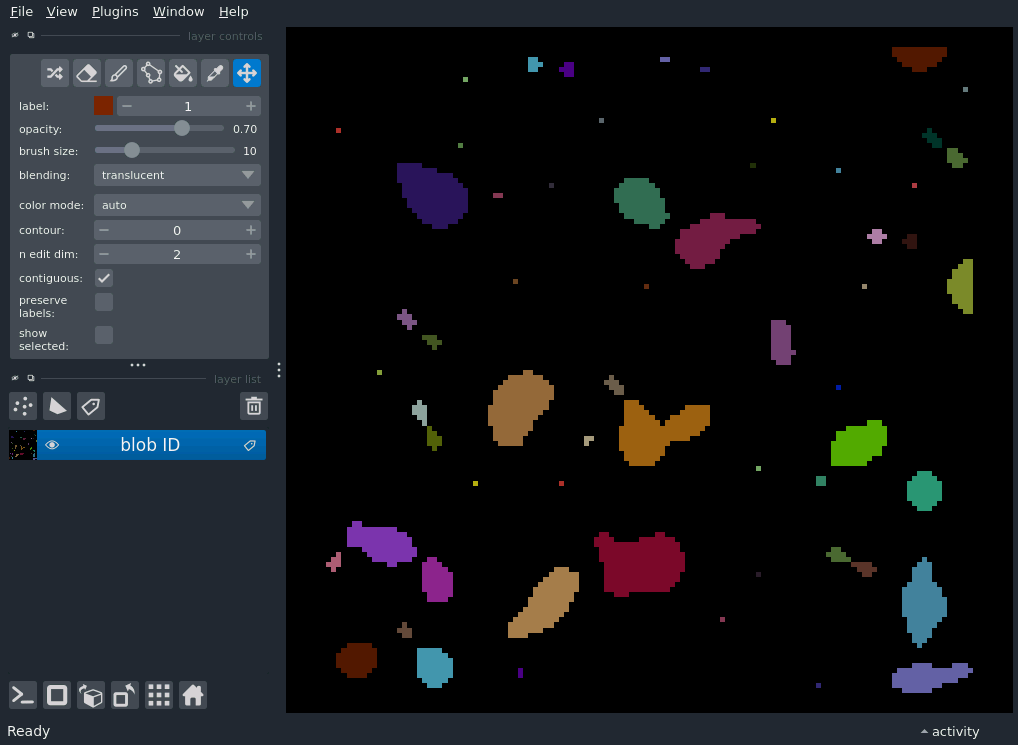 File View Plugins Window Help
layer controls
label: 1
opacity: 0.70
brush size: 10
blending: translucent
color mode: auto
contour: 0
n edit dim: 2
contiguous:
preserve
labels:
show
selected:
layer list
blob ID
Ready
activity